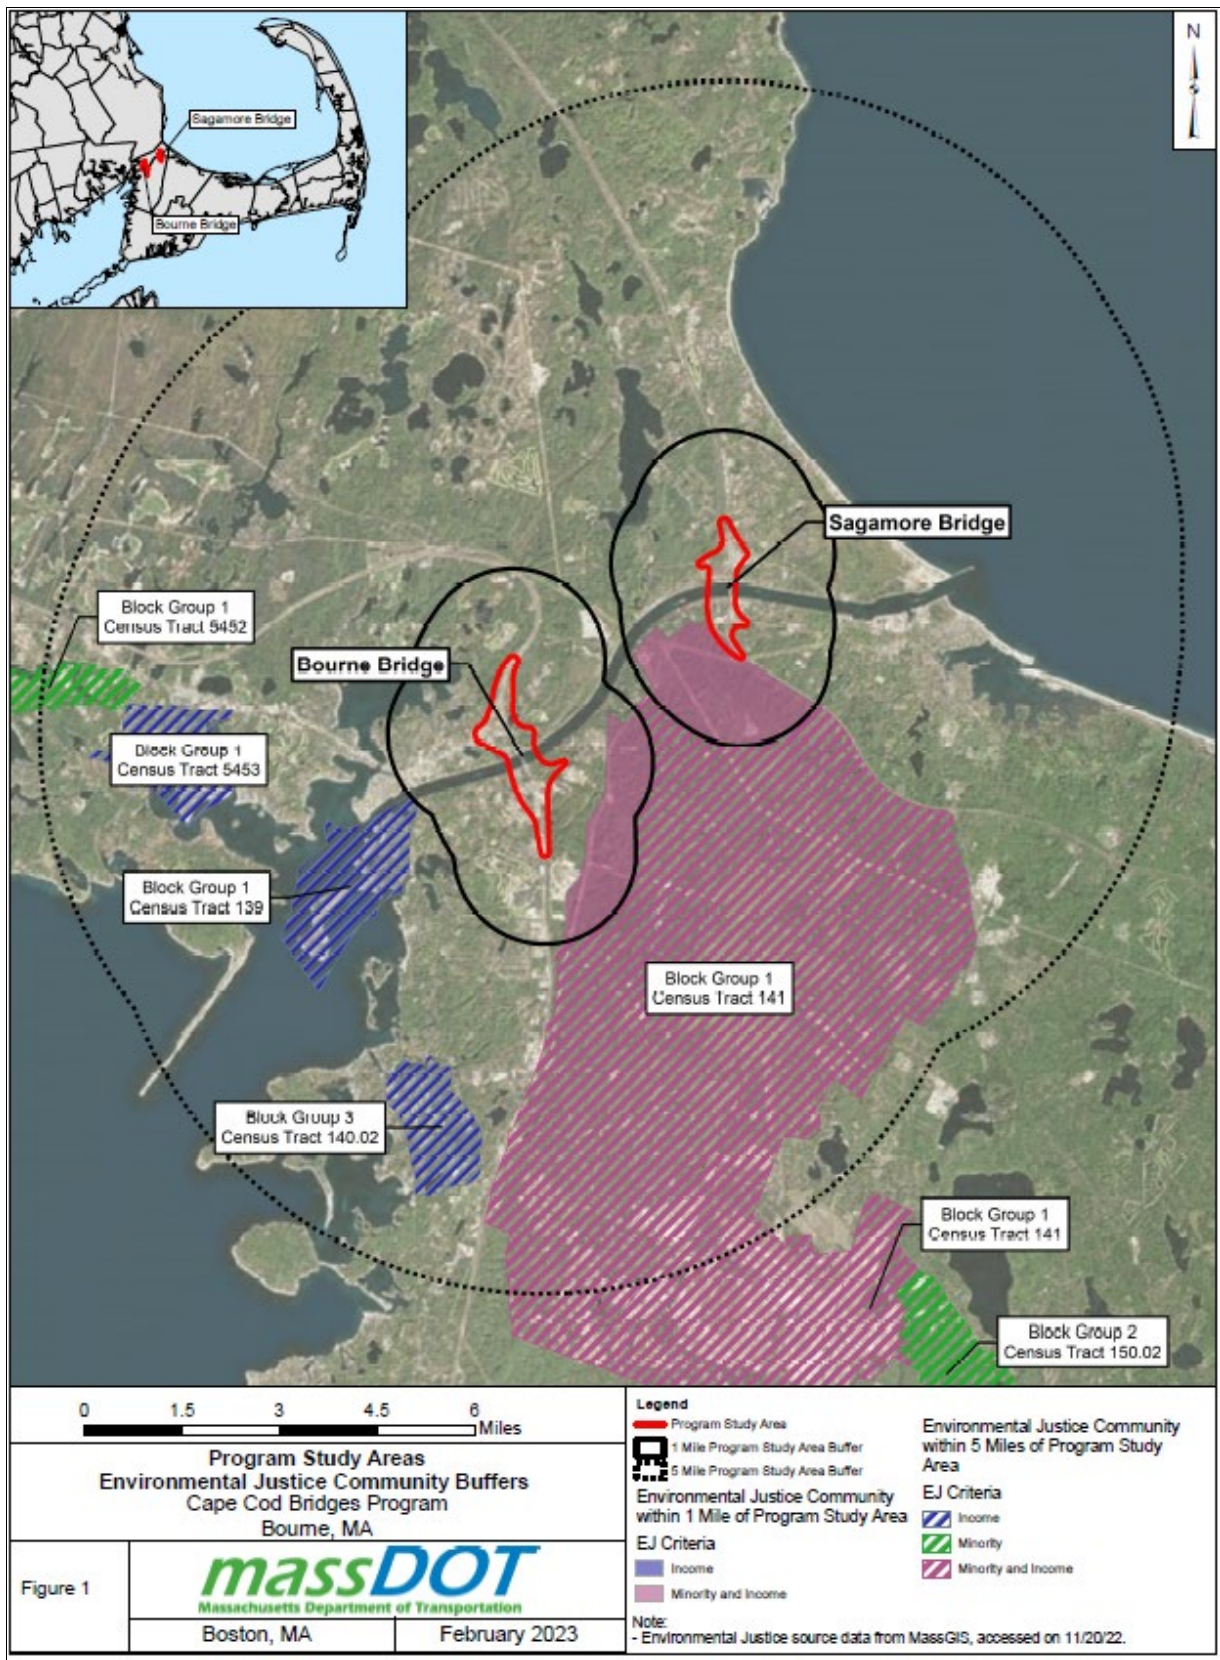 Sagamore Bridge
Bourne Bridge
N
Sagamore Bridge
Block Group 1
Census Tract 5452
Bourne Bridge
Block Group 1
Census Tract 5453
Block Group 1
Census Tract 139
Block Group 1
Census Tract 141
Block Group 3
Census Tract 140.02
Block Group 1
Census Tract 141
Block Group 2
Census Tract 150.02
0 1.5 3 4.5 6
Miles
Program Study Areas
Environmental Justice Community Buffers
Cape Cod Bridges Program
Bourne, MA
Figure 1
massDOT
Massachusetts Department of Transportation
Boston, MA
February 2023
Legend
Program Study Area
1 Mile Program Study Area Buffer
5 Mile Program Study Area Buffer
Environmental Justice Community
within 1 Mile of Program Study Area
EJ Criteria
Income
Minority and Income
Environmental Justice Community
within 5 Miles of Program Study
Area
EJ Criteria
Income
Minority
Minority and Income
Note:
- Environmental Justice source data from MassGIS, accessed on 11/20/22.